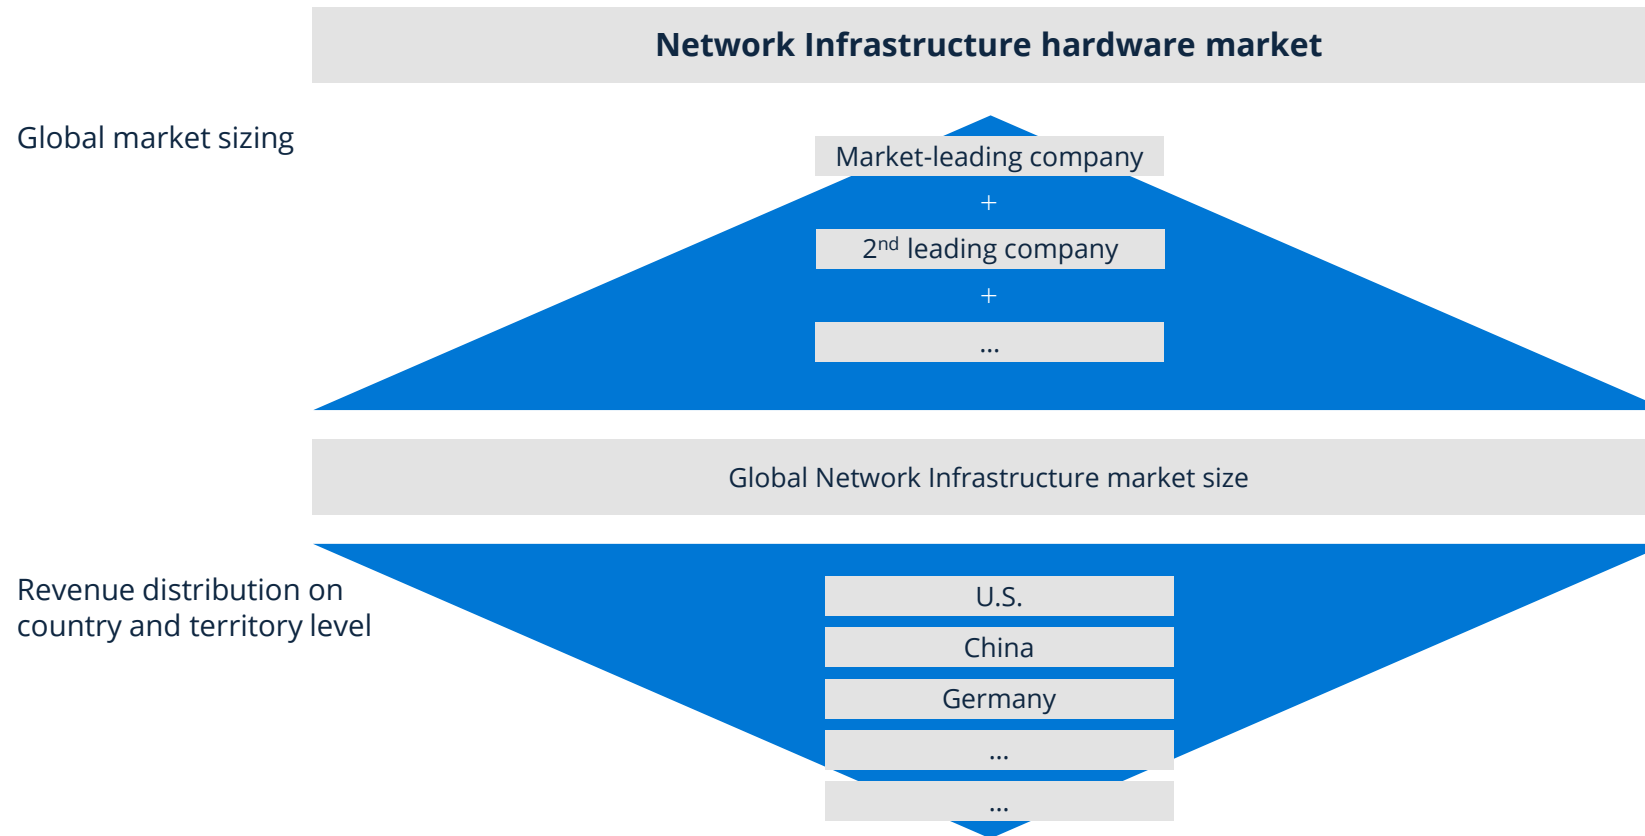 Network Infrastructure hardware market
Global market sizing
Market-leading company
+
2nd leading company
+
...
Global Network Infrastructure market size
Revenue distribution on
country and territory level
U.S.
China
Germany
...
...